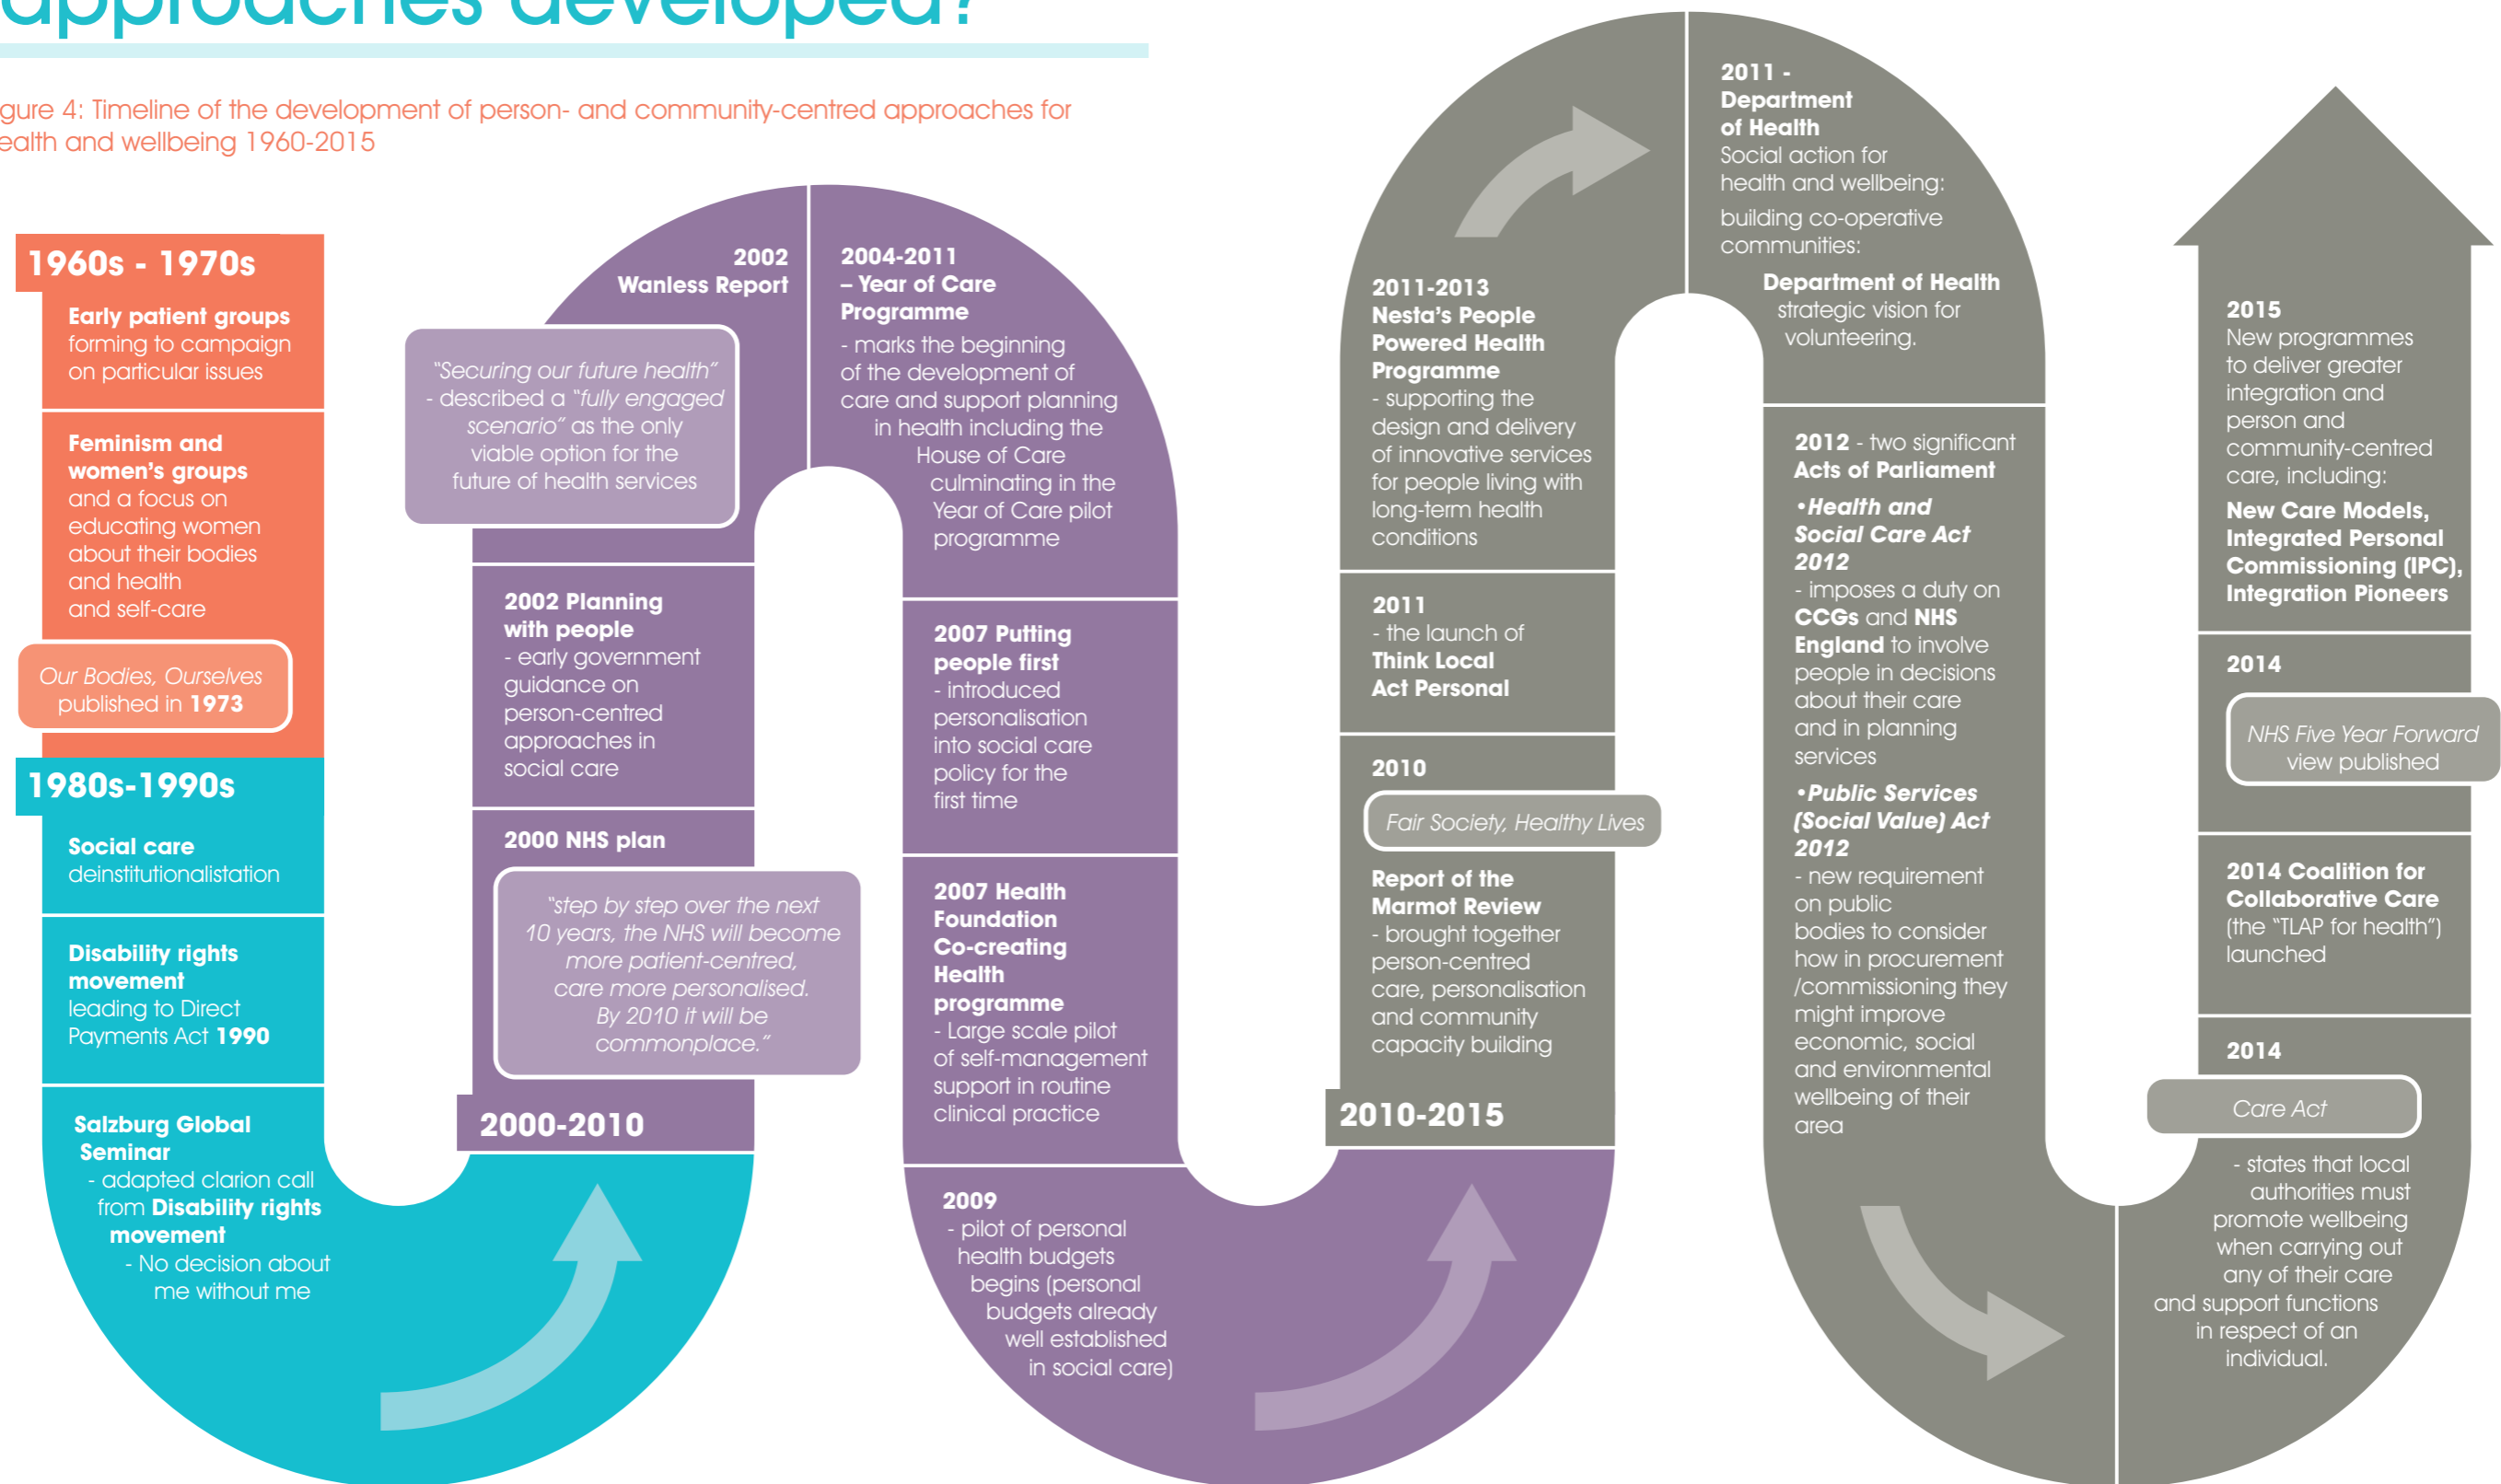 approaches developed?
gure 4: Timeline of the development of person- and community-centred approaches for
ealth and wellbeing 1960-2015
1960s - 1970s
Early patient groups
forming to campaign
on particular issues
Feminism and
women's groups
and a focus on
educating women
about their bodies
and health
and self-care
Our Bodies, Ourselves
published in 1973
1980s-1990s
Social care
deinstitutionalistation
Disability rights
movement
leading to Direct
Payments Act 1990
Salzburg Global
Seminar
- adapted clarion call
from Disability rights
movement
- No decision about
me without me
2000-2010
2000 NHS plan
"step by step over the next
10 years, the NHS will become
more patient-centred,
care more personalised.
By 2010 it will be
commonplace."
2002 Planning
with people
- early government
guidance on
person-centred
approaches in
social care
2002
Wanless Report
"Securing our future health"
- described a "fully engaged
scenario" as the only
viable option for the
future of health services
2004-2011
– Year of Care
Programme
- marks the beginning
of the development of
care and support planning
in health including the
House of Care
culminating in the
Year of Care pilot
programme
2007 Putting
people first
- introduced
personalisation
into social care
policy for the
first time
2007 Health
Foundation
Co-creating
Health
programme
- Large scale pilot
of self-management
support in routine
clinical practice
2009
- pilot of personal
health budgets
begins (personal
budgets already
well established
in social care)
2010-2015
2010
Fair Society, Healthy Lives
Report of the
Marmot Review
- brought together
person-centred
care, personalisation
and community
capacity building
2011
- the launch of
Think Local
Act Personal
2011-2013
Nesta's People
Powered Health
Programme
- supporting the
design and delivery
of innovative services
for people living with
long-term health
conditions
2011 -
Department
of Health
Social action for
health and wellbeing:
building co-operative
communities:
Department of Health
strategic vision for
volunteering.
2012 - two significant
Acts of Parliament
•Health and
Social Care Act
2012
- imposes a duty on
CCGs and NHS
England to involve
people in decisions
about their care
and in planning
services
•Public Services
(Social Value) Act
2012
- new requirement
on public
bodies to consider
how in procurement
/commissioning they
might improve
economic, social
and environmental
wellbeing of their
area
2014
Care Act
- states that local
authorities must
promote wellbeing
when carrying out
any of their care
and support functions
in respect of an
individual.
2014 Coalition for
Collaborative Care
(the "TLAP for health")
launched
2014
NHS Five Year Forward
view published
2015
New programmes
to deliver greater
integration and
person and
community-centred
care, including:
New Care Models,
Integrated Personal
Commissioning (IPC),
Integration Pioneers